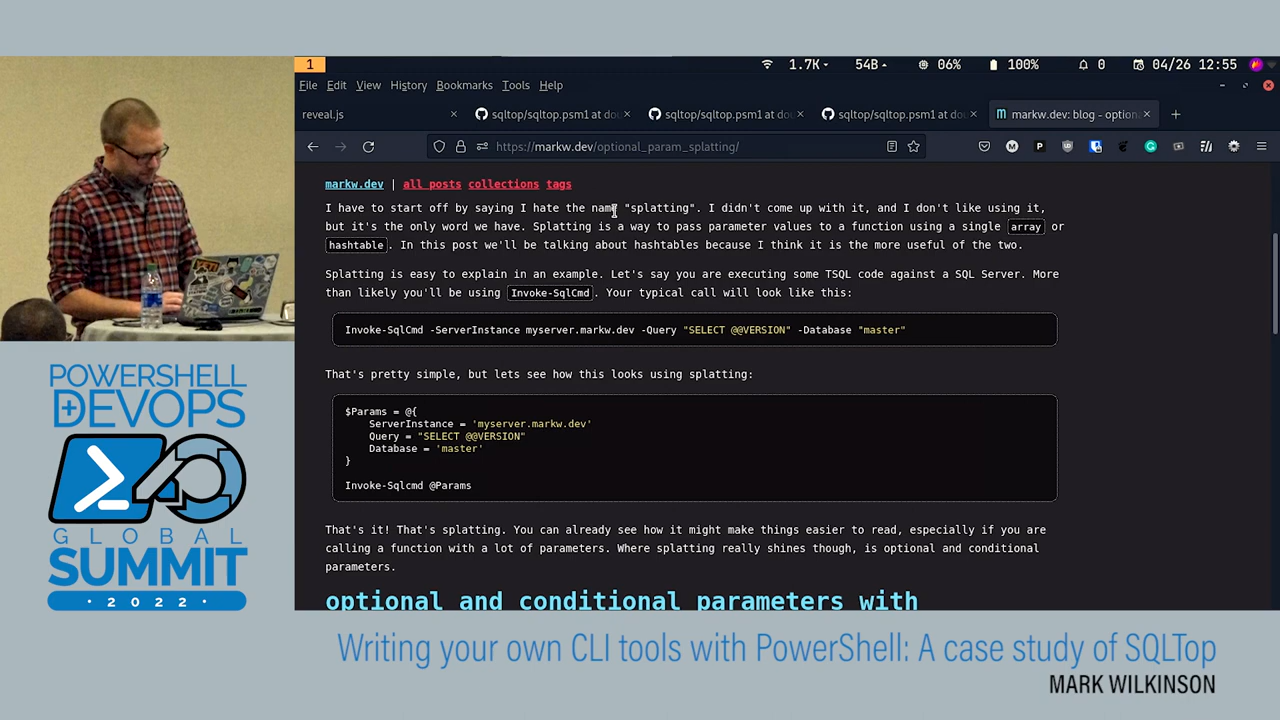 1
1.7K
54B
06%
100%
0
04/26 12:55
File Edit View History Bookmarks Tools Help
reveal.js
sqltop/sqltop.psm1 at dou
sqltop/sqltop.psm1 at dou
sqltop/sqltop.psm1 at dou
markw.dev: blog - option
https://markw.dev/optional_param_splatting/
markw.dev | all posts collections tags
I have to start off by saying I hate the name "splatting". I didn't come up with it, and I don't like using it,
but it's the only word we have. Splatting is a way to pass parameter values to a function using a single array or
hashtable. In this post we'll be talking about hashtables because I think it is the more useful of the two.
Splatting is easy to explain in an example. Let's say you are executing some TSQL code against a SQL Server. More
than likely you'll be using Invoke-SqlCmd. Your typical call will look like this:
Invoke-SqlCmd -ServerInstance myserver.markw.dev -Query "SELECT @@VERSION" -Database "master"
That's pretty simple, but lets see how this looks using splatting:
$Params = @{
ServerInstance = 'myserver.markw.dev'
Query = "SELECT @@VERSION"
Database = 'master'
}
Invoke-Sqlcmd @Params
That's it! That's splatting. You can already see how it might make things easier to read, especially if you are
calling a function with a lot of parameters. Where splatting really shines though, is optional and conditional
parameters.
optional and conditional parameters with
YETI
POWERSHELL
DEVOPS
GLOBAL
SUMMIT
· 2022 ·
Writing your own CLI tools with PowerShell: A case study of SQLTop
MARK WILKINSON